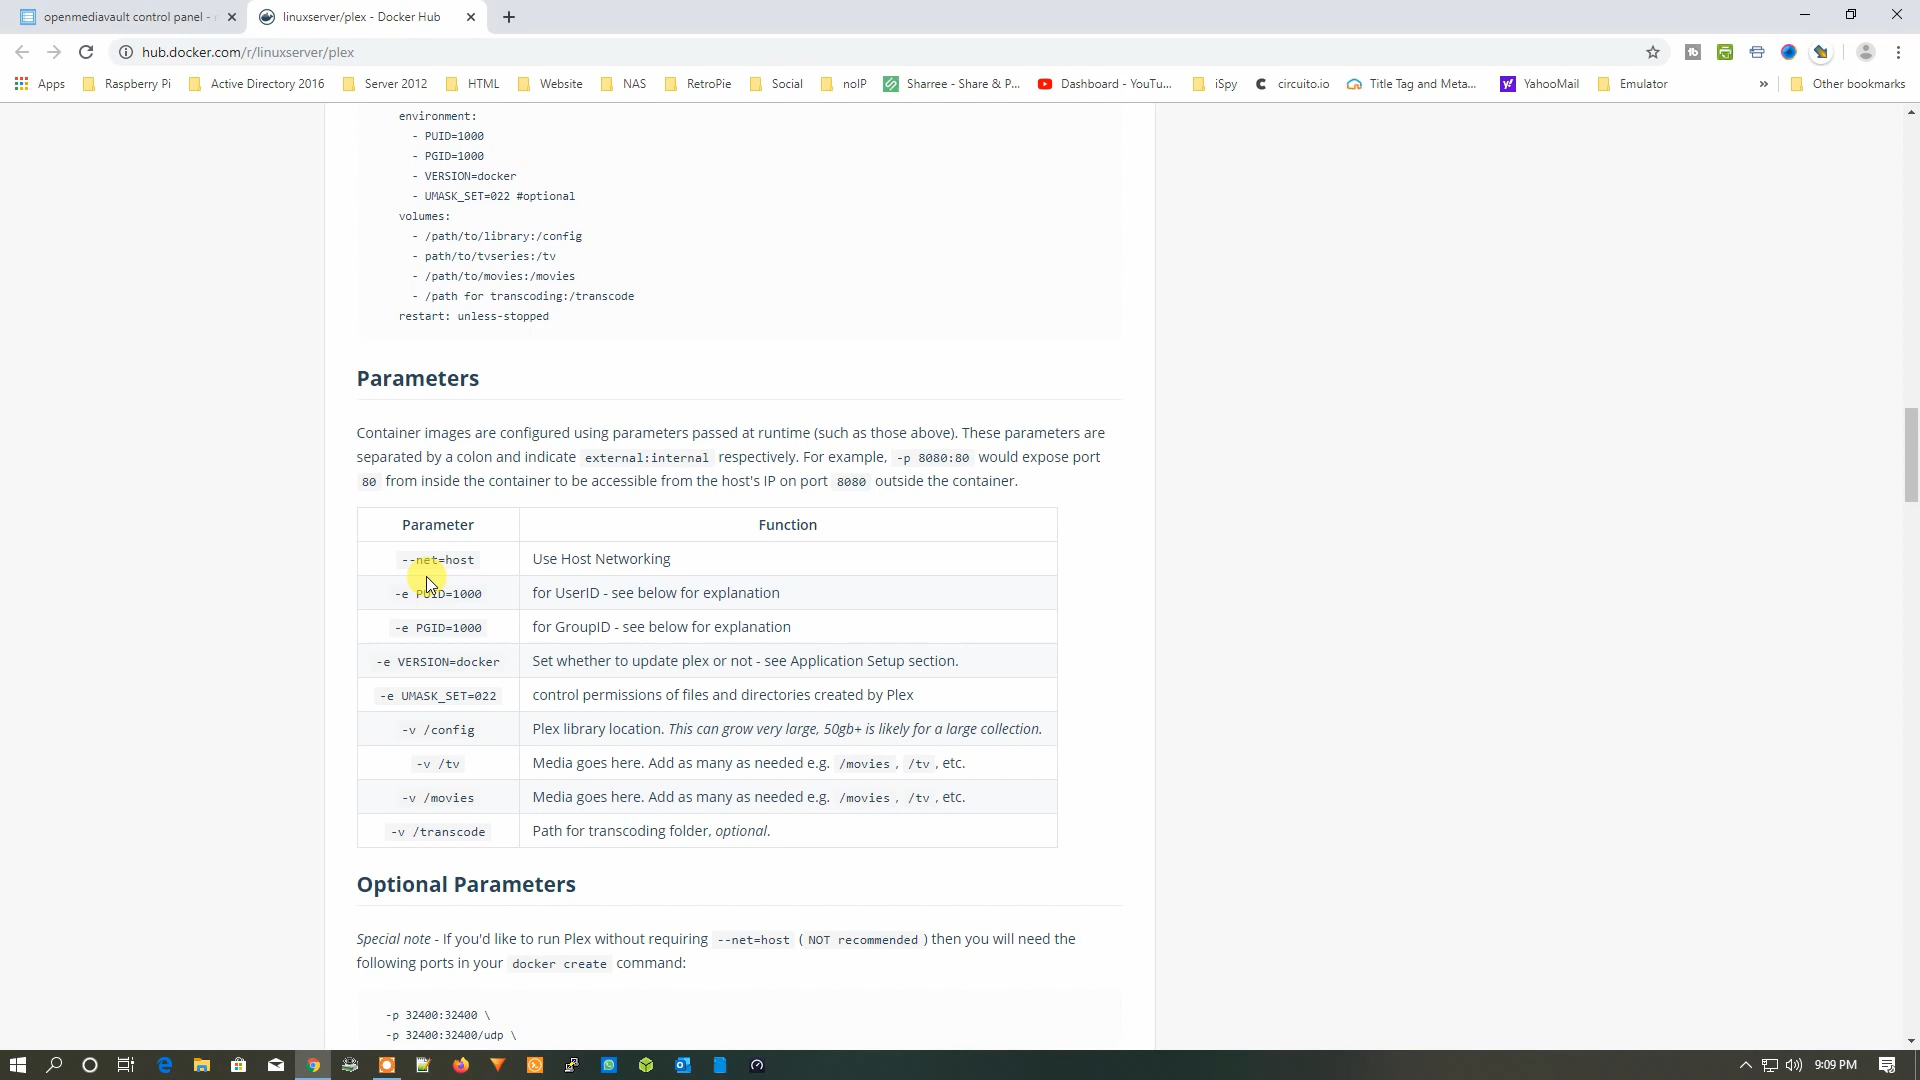 openmediavault control panel -
linuxserver/plex - Docker Hub
hub.docker.com/r/linuxserver/plex
Apps
Raspberry Pi
Active Directory 2016
Server 2012
HTML
Website
NAS
RetroPie
Social
noIP
Sharree - Share & P...
Dashboard - YouTu...
iSpy
circuito.io
Title Tag and Meta...
YahooMail
Emulator
»
Other bookmarks
environment:
- PUID=1000
- PGID=1000
- VERSION=docker
- UMASK_SET=022 #optional
volumes:
- /path/to/library:/config
- path/to/tvseries:/tv
- /path/to/movies:/movies
- /path for transcoding:/transcode
restart: unless-stopped
Parameters
Container images are configured using parameters passed at runtime (such as those above). These parameters are
separated by a colon and indicate external:internal respectively. For example, -p 8080:80 would expose port
80 from inside the container to be accessible from the host's IP on port 8080 outside the container.
Parameter Function
--net=host Use Host Networking
-e PUID=1000 for UserID - see below for explanation
-e PGID=1000 for GroupID - see below for explanation
-e VERSION=docker Set whether to update plex or not - see Application Setup section.
-e UMASK_SET=022 control permissions of files and directories created by Plex
-v /config Plex library location. This can grow very large, 50gb+ is likely for a large collection.
-v /tv Media goes here. Add as many as needed e.g. /movies , /tv , etc.
-v /movies Media goes here. Add as many as needed e.g. /movies , /tv , etc.
-v /transcode Path for transcoding folder, optional.
Optional Parameters
Special note - If you'd like to run Plex without requiring --net=host ( NOT recommended ) then you will need the
following ports in your docker create command:
-p 32400:32400 \
-p 32400:32400/udp \
9:09 PM